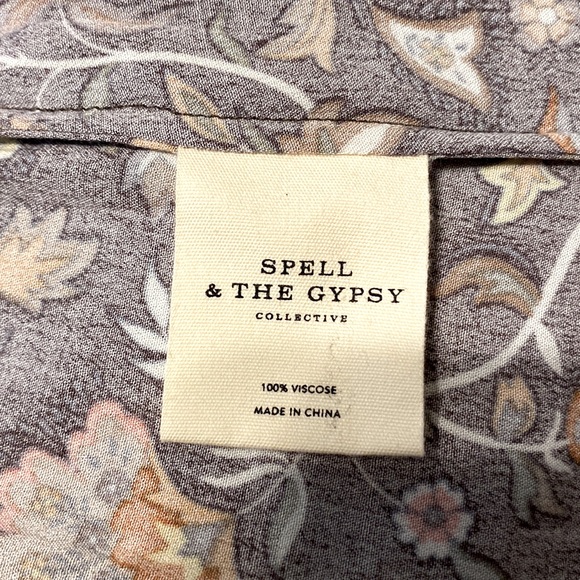 SPELL
& THE GYPSY
COLLECTIVE
100% VISCOSE
MADE IN CHINA